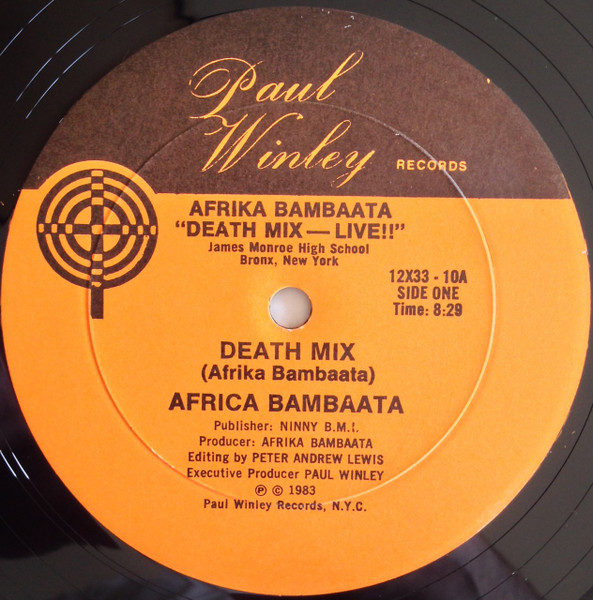 Paul
Winley RECORDS
AFRIKA BAMBAATA
"DEATH MIX — LIVE!!"
James Monroe High School
Bronx, New York
12X33 - 10A
SIDE ONE
Time: 8:29
DEATH MIX
(Afrika Bambaata)
AFRICA BAMBAATA
Publisher: NINNY B.M.I.
Producer: AFRIKA BAMBAATA
Editing by PETER ANDREW LEWIS
Executive Producer PAUL WINLEY
℗ © 1983
Paul Winley Records, N.Y.C.